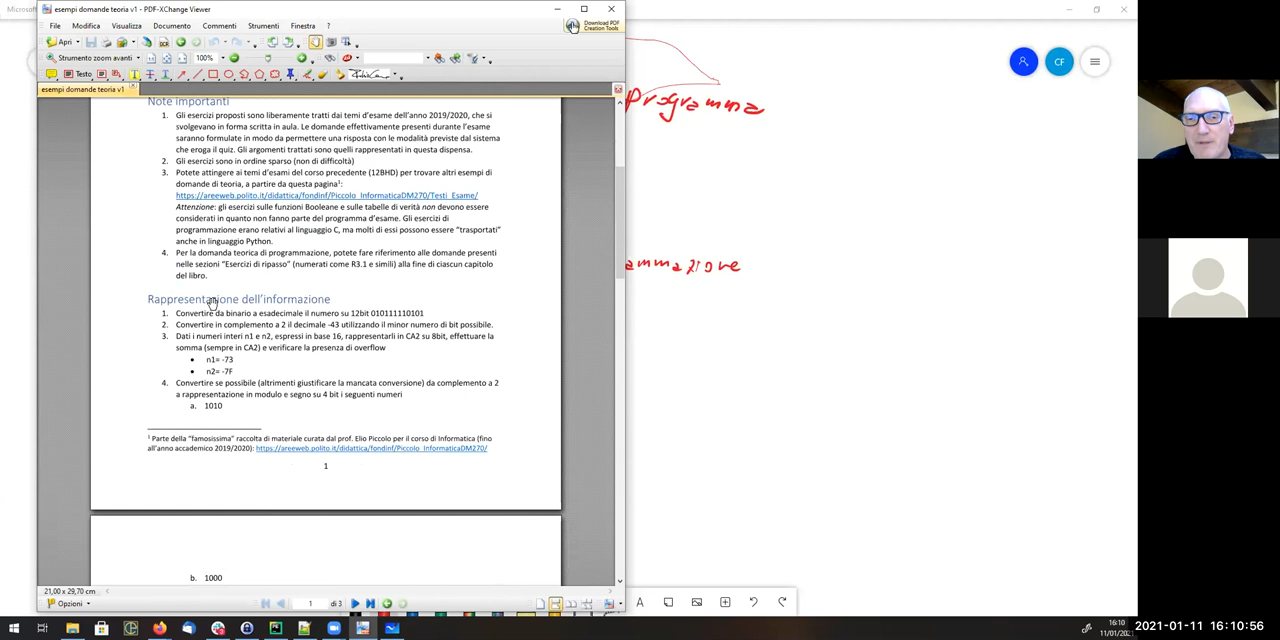 esempi domande teoria v1 - PDF-XChange Viewer
Microso
File Modifica Visualizza Documento Commenti Strumenti Finestra ?
Download PDF
Creation Tools
Apri
OCR
Strumento zoom avanti
100%
Testo
esempi domande teoria v1
Note importanti
1. Gli esercizi proposti sono liberamente tratti dai temi d'esame dell'anno 2019/2020, che si
svolgevano in forma scritta in aula. Le domande effettivamente presenti durante l'esame
saranno formulate in modo da permettere una risposta con le modalità previste dal sistema
che eroga il quiz. Gli argomenti trattati sono quelli rappresentati in questa dispensa.
2. Gli esercizi sono in ordine sparso (non di difficoltà)
3. Potete attingere ai temi d'esami del corso precedente (12BHD) per trovare altri esempi di
domande di teoria, a partire da questa pagina¹:
https://areeweb.polito.it/didattica/fondinf/Piccolo_InformaticaDM270/Testi_Esame/
Attenzione: gli esercizi sulle funzioni Booleane e sulle tabelle di verità non devono essere
considerati in quanto non fanno parte del programma d'esame. Gli esercizi di
programmazione erano relativi al linguaggio C, ma molti di essi possono essere "trasportati"
anche in linguaggio Python.
4. Per la domanda teorica di programmazione, potete fare riferimento alle domande presenti
nelle sezioni "Esercizi di ripasso" (numerati come R3.1 e simili) alla fine di ciascun capitolo
del libro.
Rappresentazione dell'informazione
1. Convertire da binario a esadecimale il numero su 12bit 010111110101
2. Convertire in complemento a 2 il decimale -43 utilizzando il minor numero di bit possibile.
3. Dati i numeri interi n1 e n2, espressi in base 16, rappresentarli in CA2 su 8bit, effettuare la
somma (sempre in CA2) e verificare la presenza di overflow
• n1= -73
• n2= -7F
4. Convertire se possibile (altrimenti giustificare la mancata conversione) da complemento a 2
a rappresentazione in modulo e segno su 4 bit i seguenti numeri
a. 1010
¹ Parte della "famosissima" raccolta di materiale curata dal prof. Elio Piccolo per il corso di Informatica (fino
all'anno accademico 2019/2020): https://areeweb.polito.it/didattica/fondinf/Piccolo_InformaticaDM270/
1
b. 1000
21,00 x 29,70 cm
Opzioni
1 di 3
Programma
ammazione
CF
A
16:10
11/01/202
2021-01-11 16:10:56